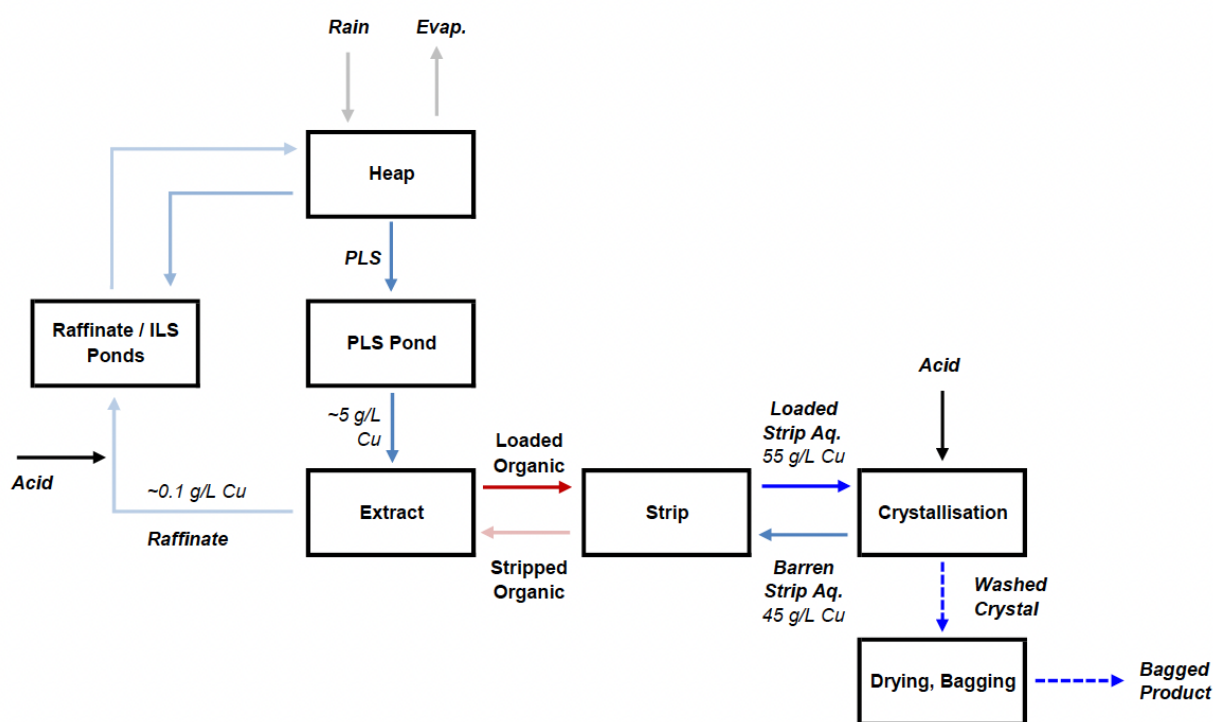 Rain
Evap.
Heap
PLS
Raffinate / ILS
Ponds
PLS Pond
Acid
~5 g/L
Cu
Loaded
Organic
Loaded
Strip Aq.
55 g/L Cu
Acid
~0.1 g/L Cu
Raffinate
Extract
Strip
Crystallisation
Stripped
Organic
Barren
Strip Aq.
45 g/L Cu
Washed
Crystal
Drying, Bagging
Bagged
Product